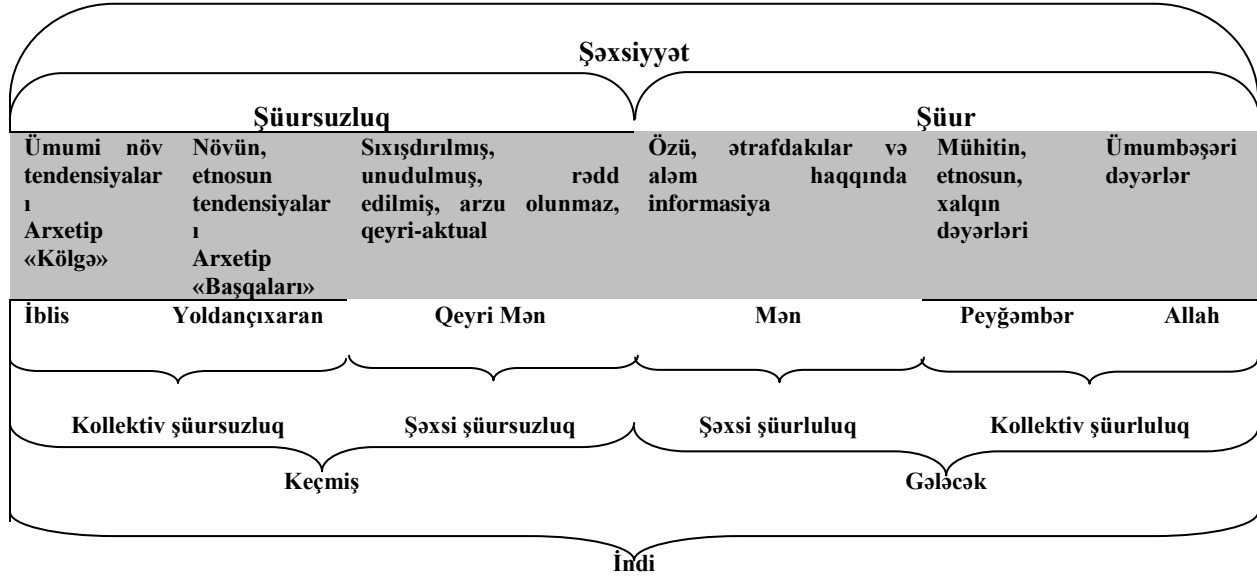 Şəxsiyyət
Şüursuzluq Şüur
Ümumi növ
tendensiyalar
ı
Arxetip
«Kölgə»
Növün,
etnosun
tendensiyalar
ı
Arxetip
«Başqaları»
Sıxışdırılmış,
unudulmuş, rədd
edilmiş, arzu olunmaz,
qeyri-aktual
Özü, ətrafdakılar və
aləm haqqında
informasiya
Mühitin,
etnosun,
xalqın
dəyərləri
Ümumbəşəri
dəyərlər
İblis Yoldançıxaran Qeyri Mən Mən Peyğəmbər Allah
Kollektiv şüursuzluq Şəxsi şüursuzluq Şəxsi şüurluluq Kollektiv şüurluluq
Keçmiş Gələcək
İndi